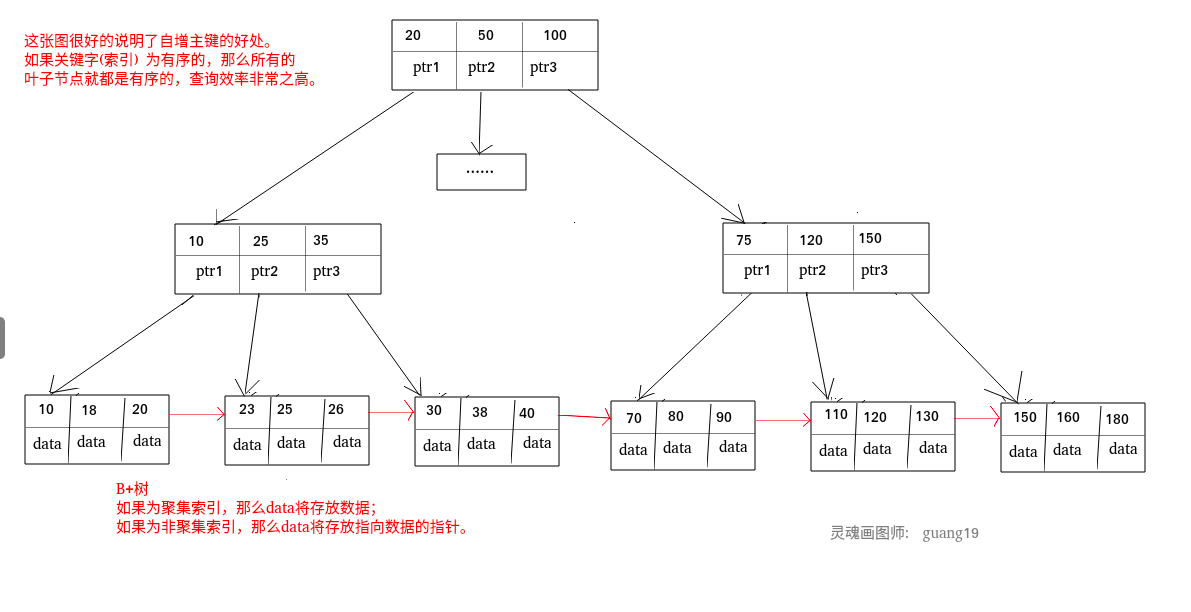 这张图很好的说明了自增主键的好处。
如果关键字(索引) 为有序的，那么所有的
叶子节点就都是有序的，查询效率非常之高。
20 50 100
ptr1 ptr2 ptr3
······
10 25 35
ptr1 ptr2 ptr3
75 120 150
ptr1 ptr2 ptr3
10 18 20
data data data
23 25 26
data data data
30 38 40
data data data
70 80 90
data data data
110 120 130
data data data
150 160 180
data data data
B+树
如果为聚集索引，那么data将存放数据；
如果为非聚集索引，那么data将存放指向数据的指针。
灵魂画图师: guang19